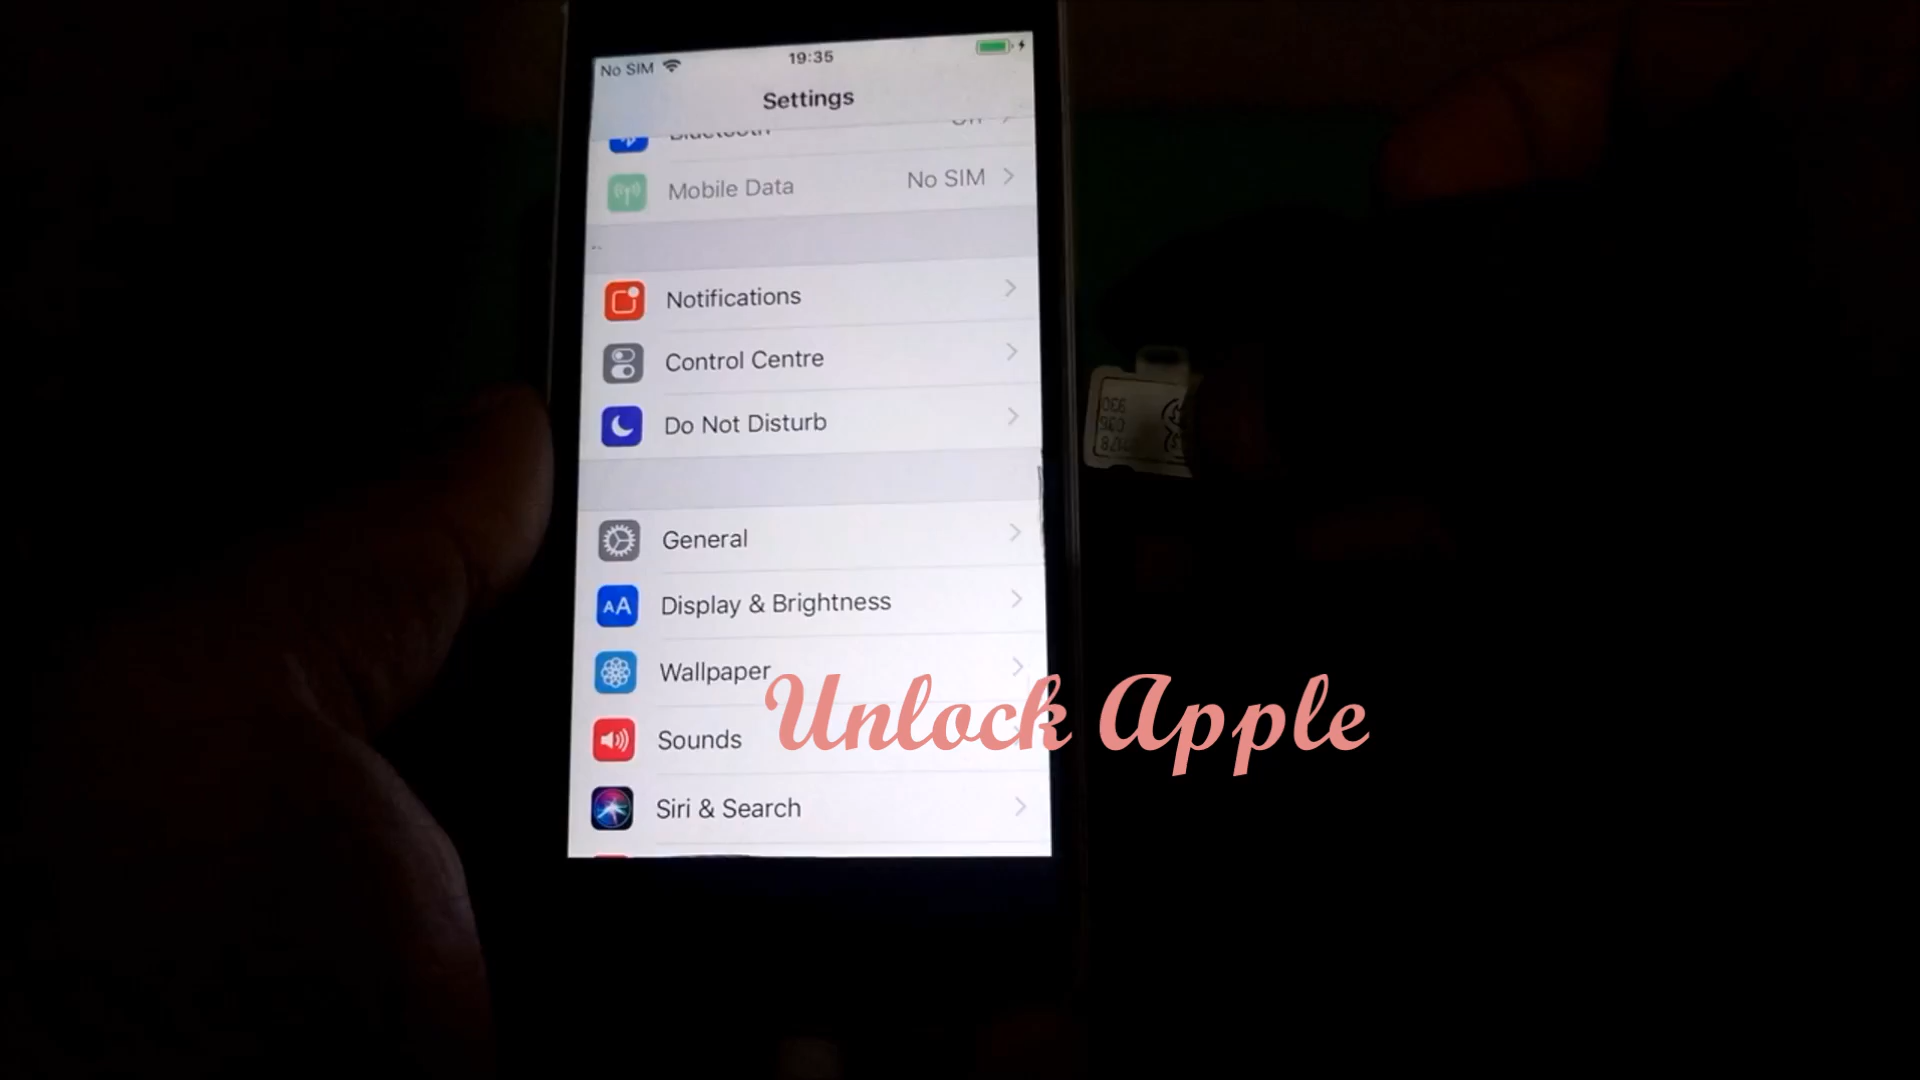 No SIM 19:35
Settings
Bluetooth
Mobile Data No SIM
Notifications
Control Centre
Do Not Disturb
General
Display & Brightness
Wallpaper
Unlock Apple
Sounds
Siri & Search